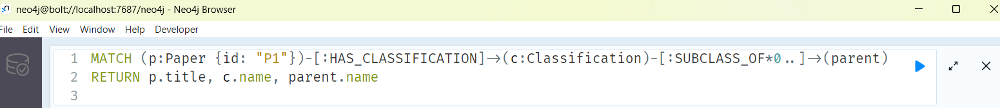 neo4j@bolt://localhost:7687/neo4j - Neo4j Browser
File Edit View Window Help Developer
1 MATCH (p:Paper {id: "P1"})-[:HAS_CLASSIFICATION]->(c:Classification)-[:SUBCLASS_OF*0..]->(parent)
2 RETURN p.title, c.name, parent.name
3